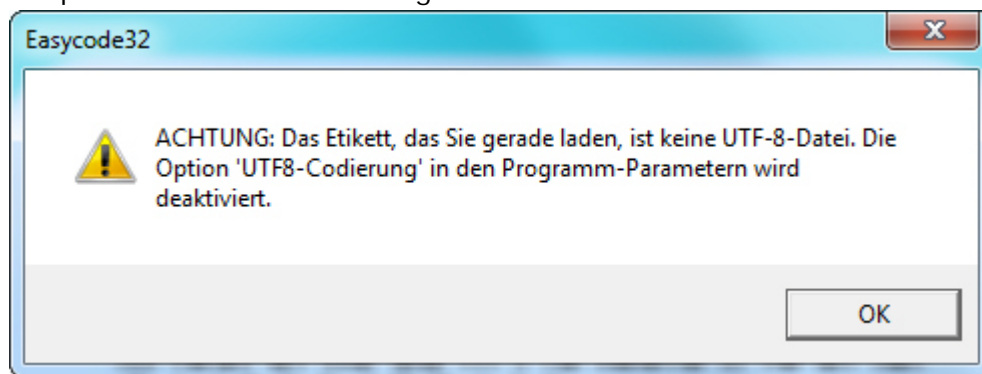 Easycode32
ACHTUNG: Das Etikett, das Sie gerade laden, ist keine UTF-8-Datei. Die
Option 'UTF8-Codierung' in den Programm-Parametern wird
deaktiviert.
OK